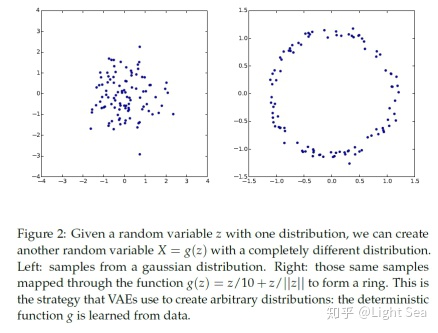 4
3
2
1
0
−1
−2
−3
−4
−4 −3 −2 −1 0 1 2 3 4
1.5
1.0
0.5
0.0
−0.5
−1.0
−1.5
−1.5 −1.0 −0.5 0.0 0.5 1.0 1.5
Figure 2: Given a random variable z with one distribution, we can create
another random variable X = g(z) with a completely different distribution.
Left: samples from a gaussian distribution. Right: those same samples
mapped through the function g(z) = z/10 + z/||z|| to form a ring. This is
the strategy that VAEs use to create arbitrary distributions: the deterministic
function g is learned from data.
知乎 @Light Sea